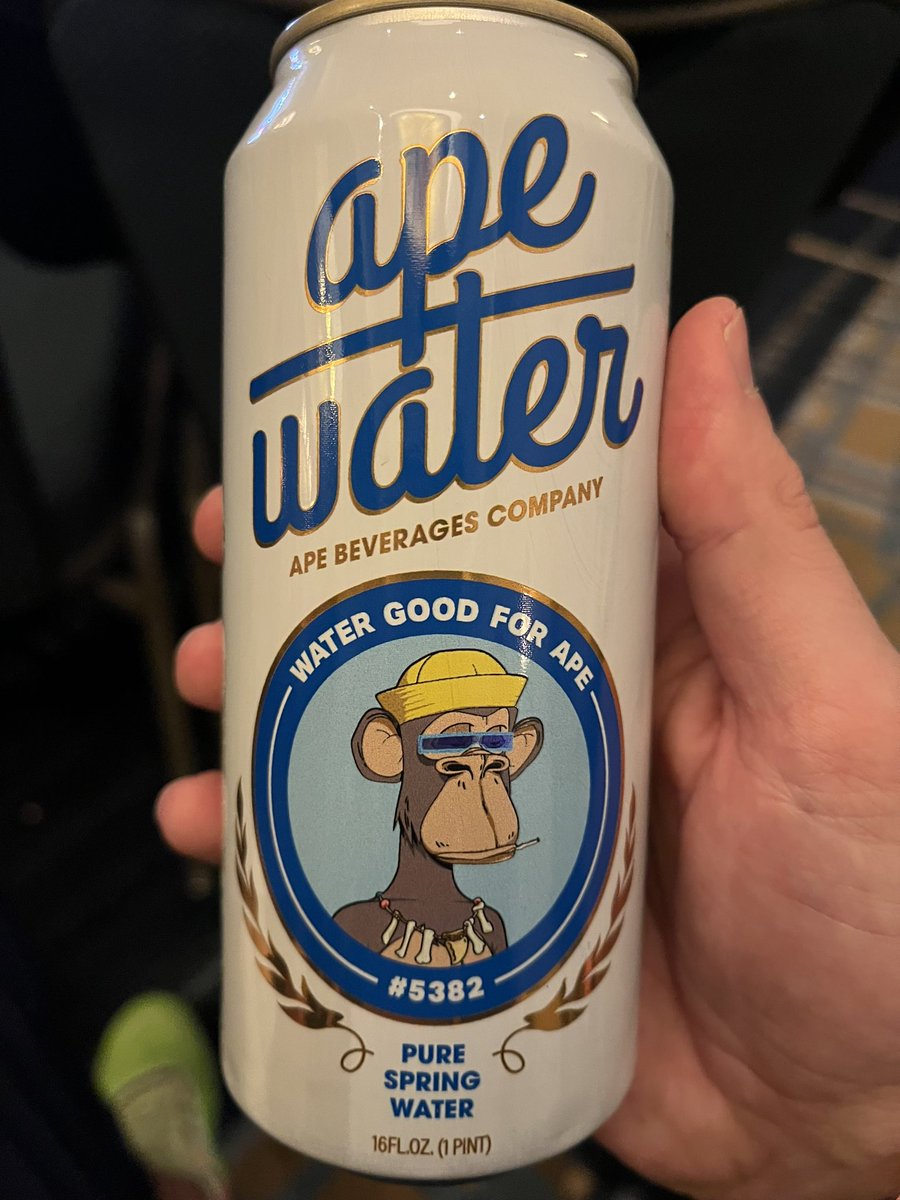 ape
water
APE BEVERAGES COMPANY
WATER GOOD FOR APE
#5382
PURE
SPRING
WATER
16FL.OZ. (1 PINT)